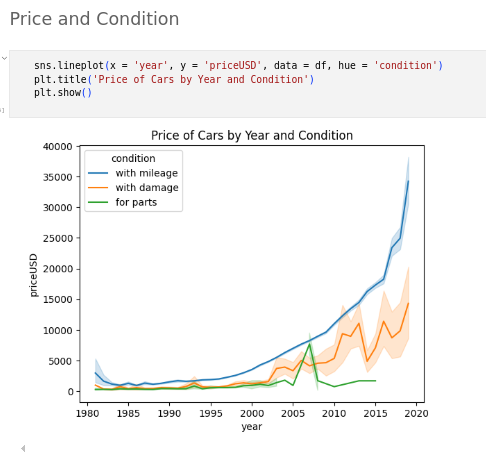 Price and Condition
sns.lineplot(x = 'year', y = 'priceUSD', data = df, hue = 'condition')
plt.title('Price of Cars by Year and Condition')
plt.show()
Price of Cars by Year and Condition
condition
with mileage
with damage
for parts
40000
35000
30000
25000
20000
15000
10000
5000
0
priceUSD
1980 1985 1990 1995 2000 2005 2010 2015 2020
year